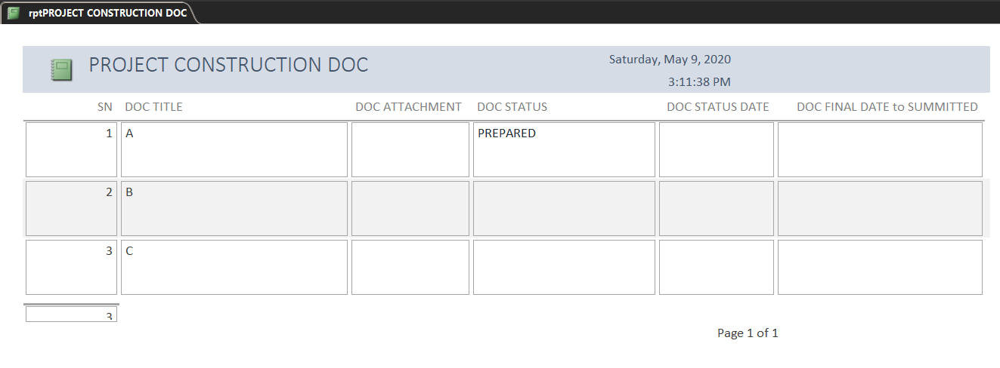 rptPROJECT CONSTRUCTION DOC
PROJECT CONSTRUCTION DOC
Saturday, May 9, 2020
3:11:38 PM
SN DOC TITLE DOC ATTACHMENT DOC STATUS DOC STATUS DATE DOC FINAL DATE to SUMMITTED
1 A PREPARED
2 B
3 C
3
Page 1 of 1